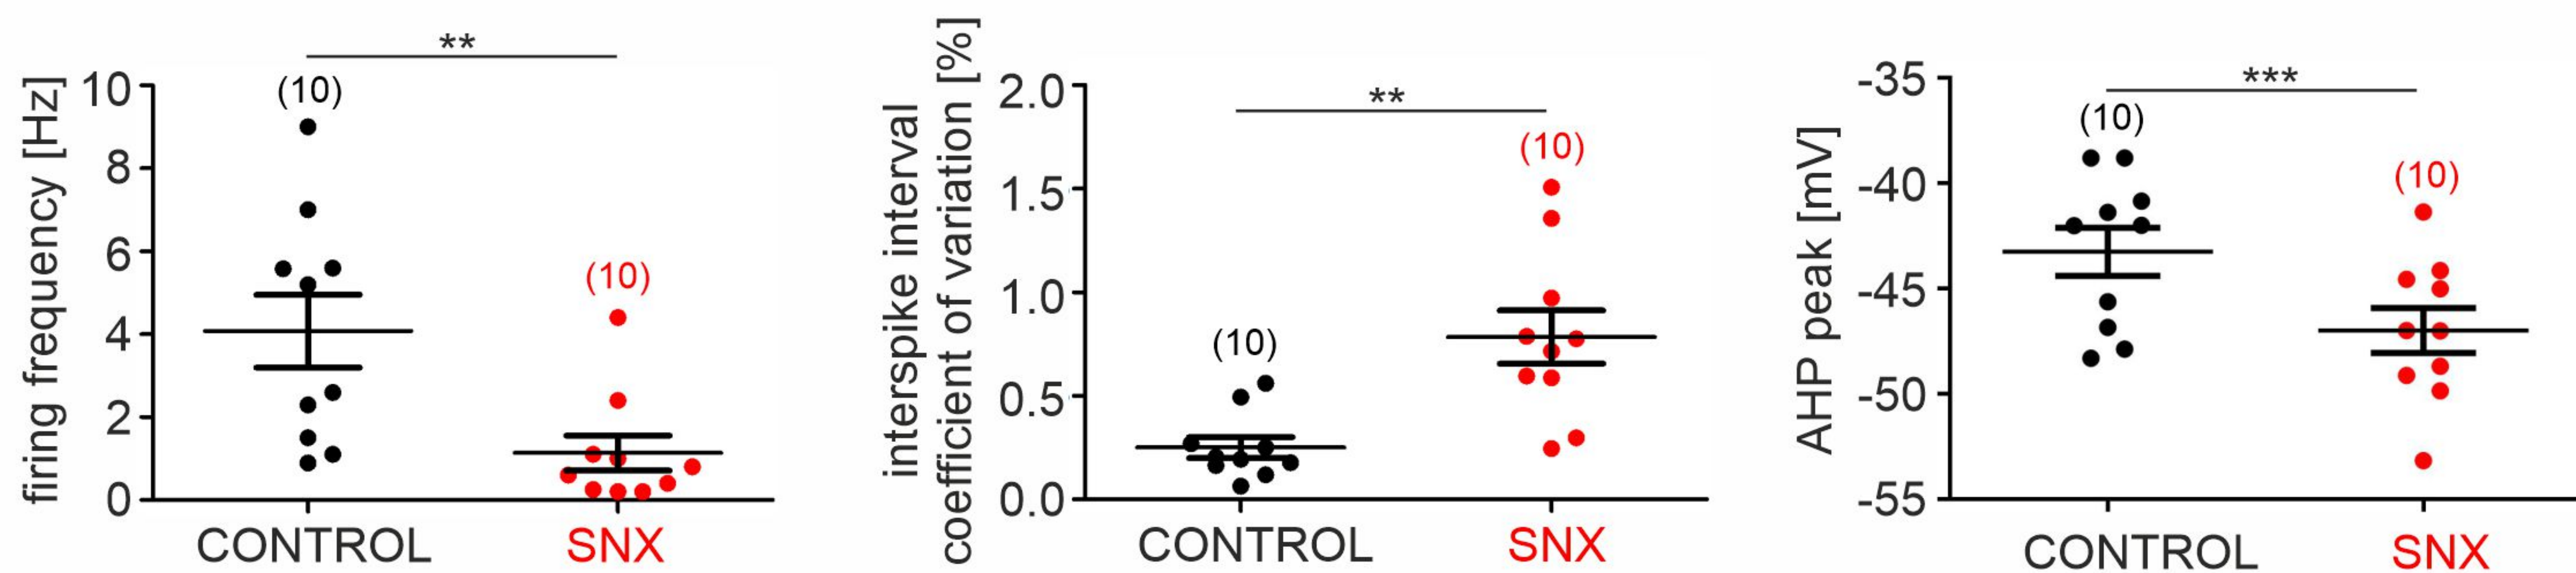 firing frequency [Hz]
10
8
6
4
2
0
**
(10)
(10)
CONTROL
SNX
interspike interval
coefficient of variation [%]
2.0
1.5
1.0
0.5
0.0
**
(10)
(10)
CONTROL
SNX
AHP peak [mV]
-35
-40
-45
-50
-55
***
(10)
(10)
CONTROL
SNX